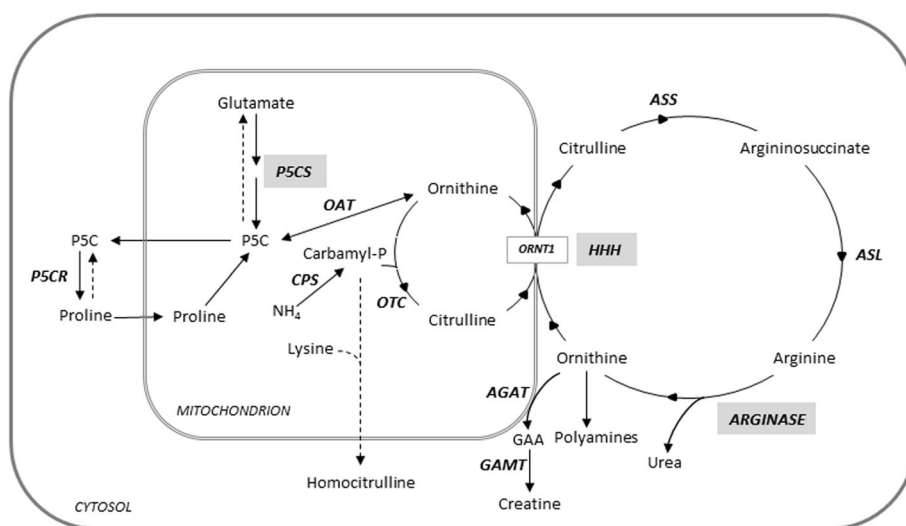 Glutamate
ASS
Citrulline
Argininosuccinate
P5CS
OAT
Ornithine
P5C
P5C
Carbamyl-P
ORNT1
HHH
ASL
P5CR
CPS
OTC
NH4
Proline
Proline
Citrulline
Lysine
Ornithine
Arginine
MITOCHONDRION
AGAT
ARGINASE
GAA
Polyamines
GAMT
Urea
Homocitrulline
Creatine
CYTOSOL